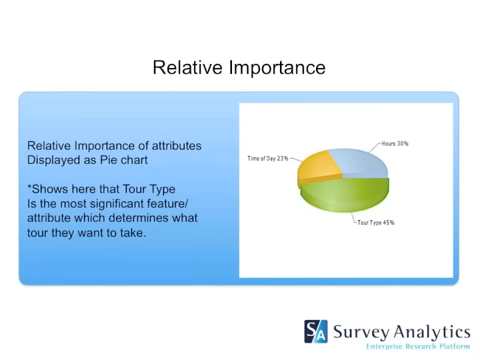 Relative Importance
Relative Importance of attributes
Displayed as Pie chart
*Shows here that Tour Type
Is the most significant feature/
attribute which determines what
tour they want to take.
Hours 30%
Time of Day 23%
Tour Type 45%
S/A Survey Analytics
Enterprise Research Platform